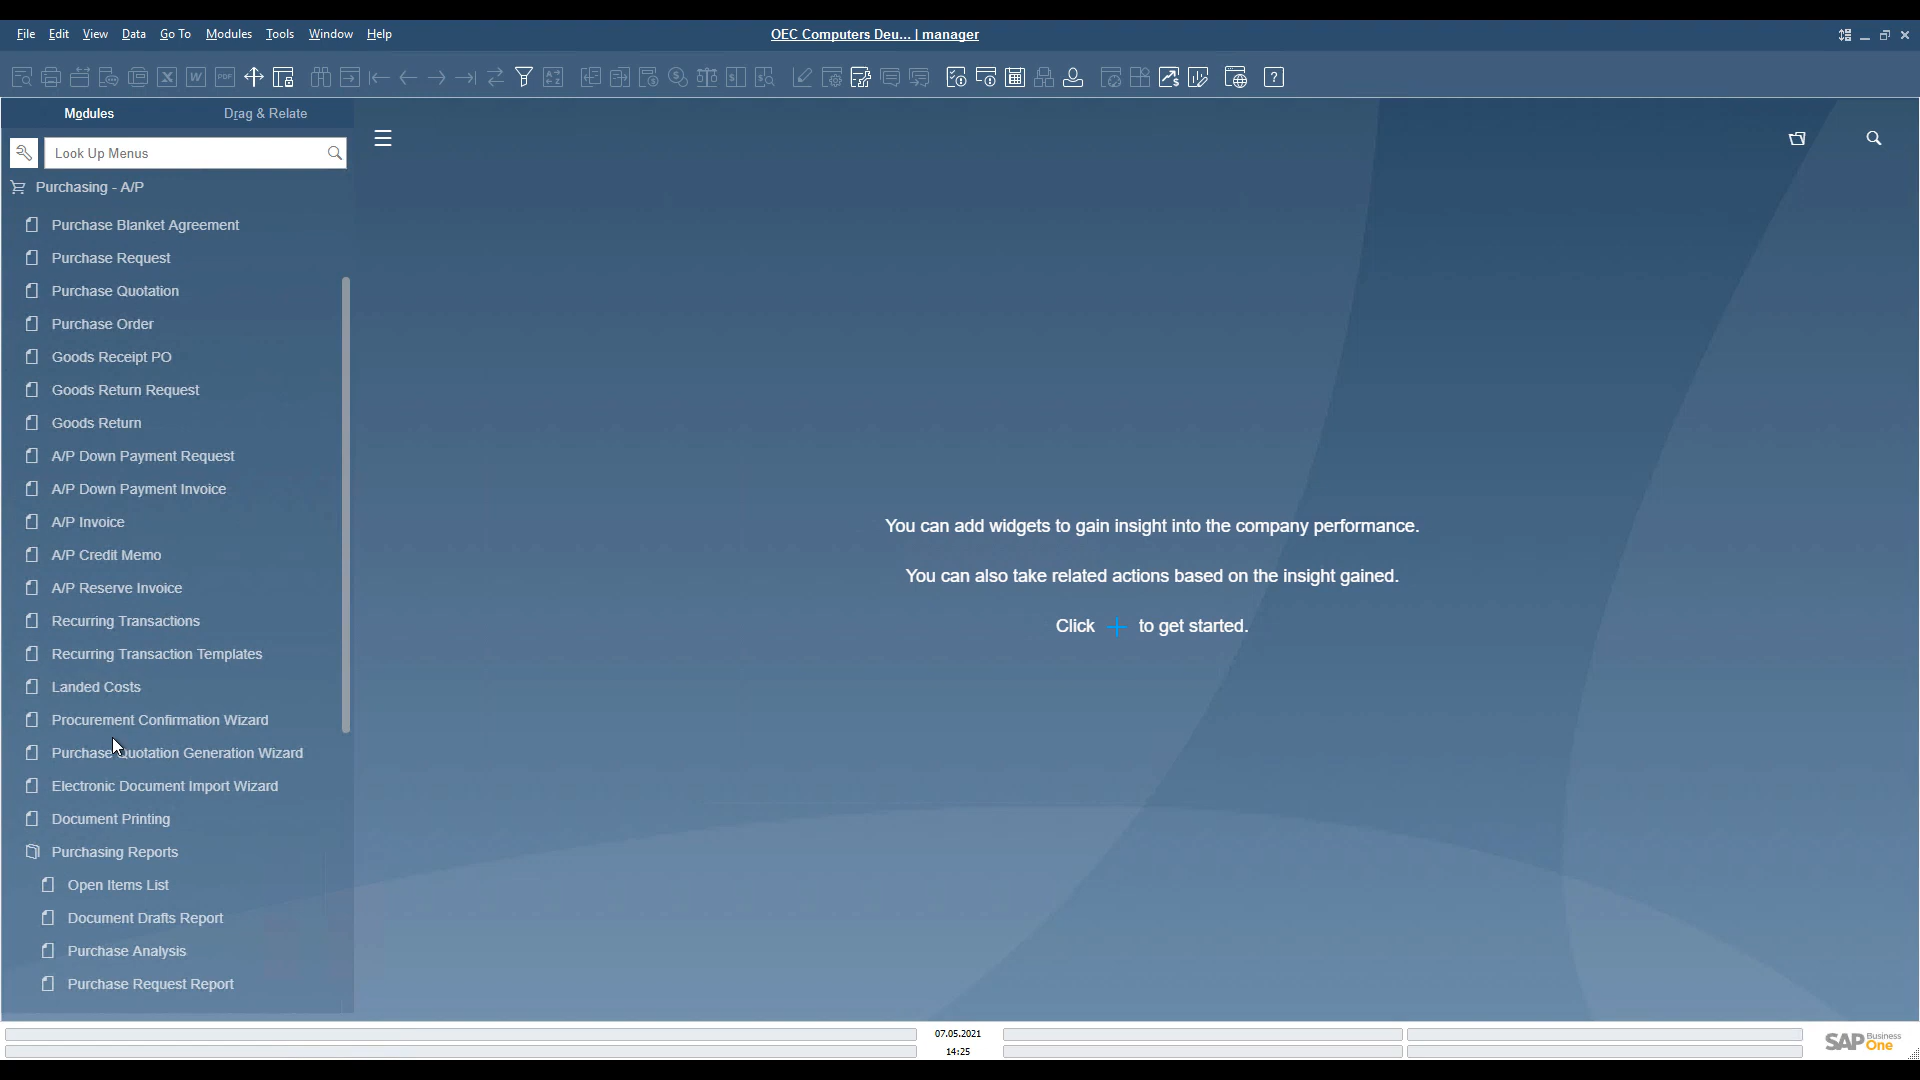 File Edit View Data Go To Modules Tools Window Help
OEC Computers Deu... | manager
Modules
Drag & Relate
Look Up Menus
Purchasing - A/P
Purchase Blanket Agreement
Purchase Request
Purchase Quotation
Purchase Order
Goods Receipt PO
Goods Return Request
Goods Return
A/P Down Payment Request
A/P Down Payment Invoice
A/P Invoice
A/P Credit Memo
A/P Reserve Invoice
Recurring Transactions
Recurring Transaction Templates
Landed Costs
Procurement Confirmation Wizard
Purchase Quotation Generation Wizard
Electronic Document Import Wizard
Document Printing
Purchasing Reports
Open Items List
Document Drafts Report
Purchase Analysis
Purchase Request Report
You can add widgets to gain insight into the company performance.
You can also take related actions based on the insight gained.
Click + to get started.
07.05.2021
14:25
SAP Business One